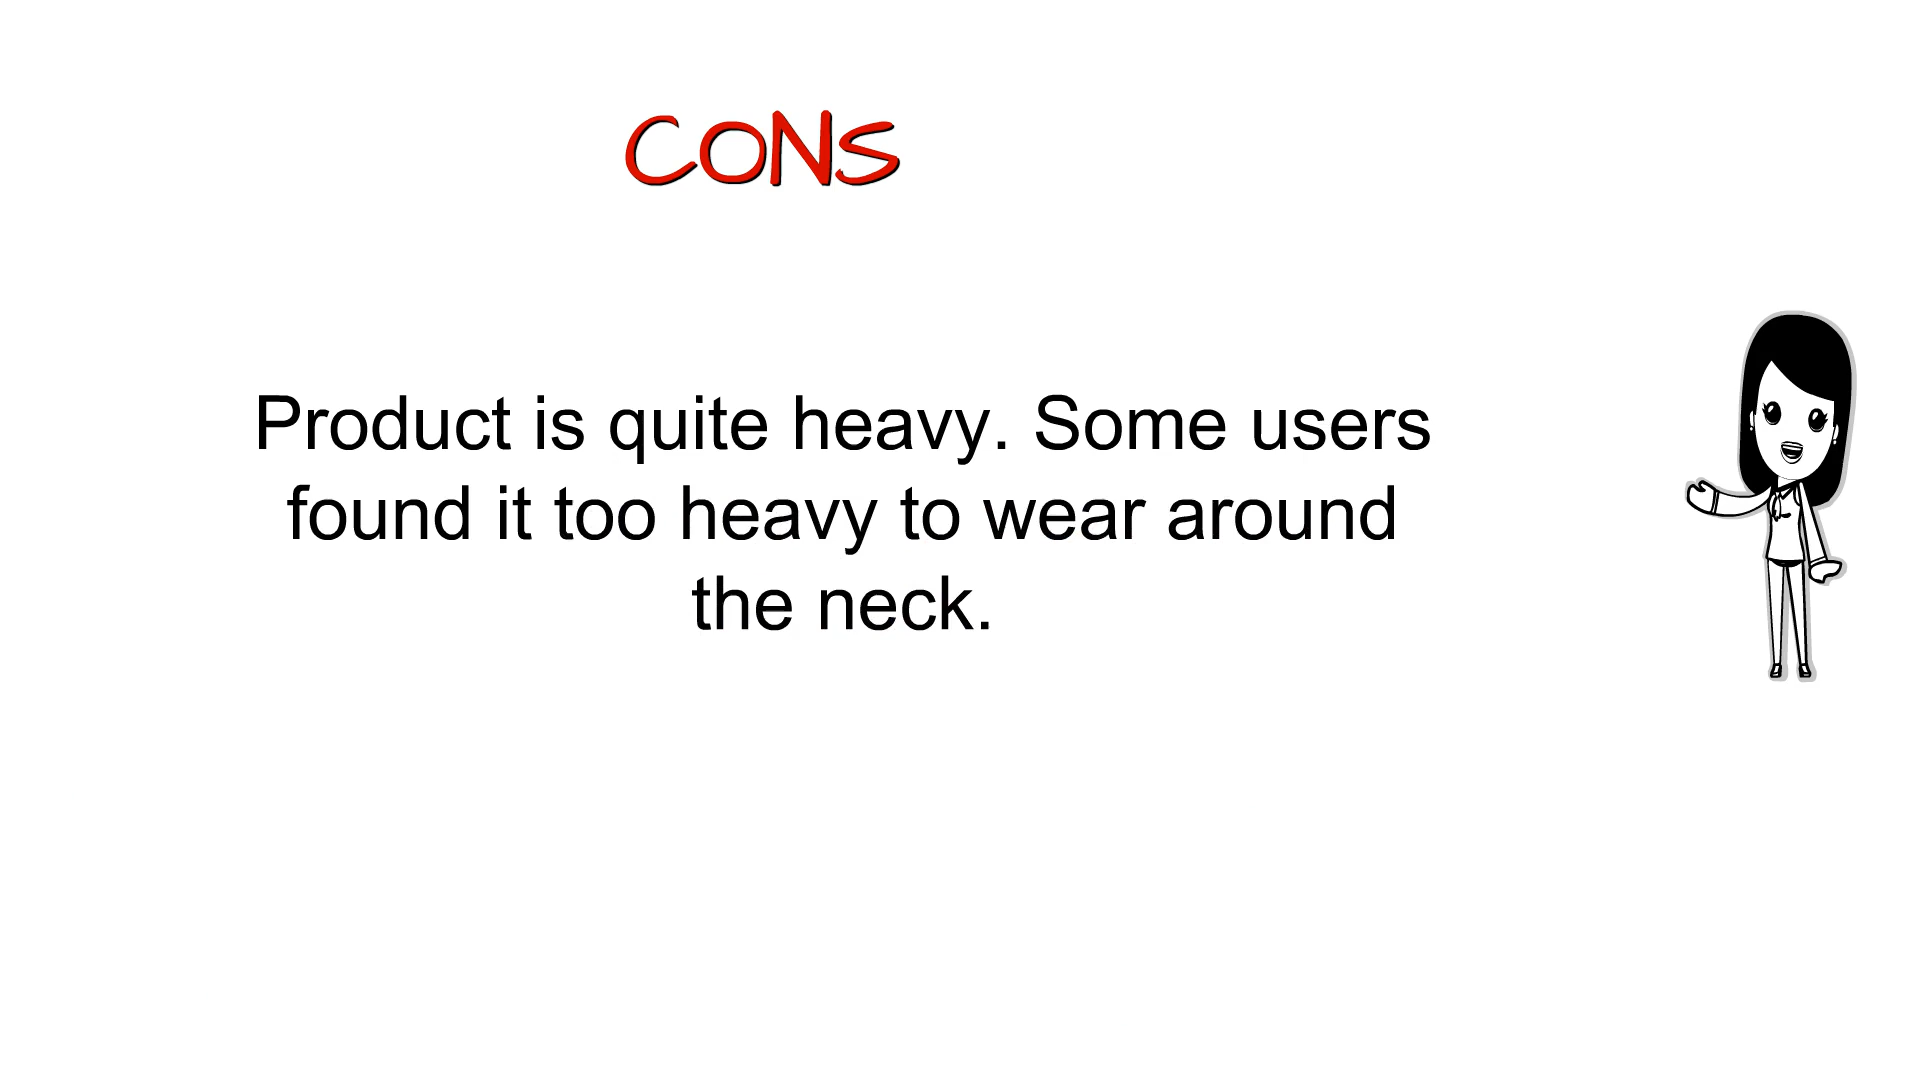 CONS
Product is quite heavy. Some users
found it too heavy to wear around
the neck.